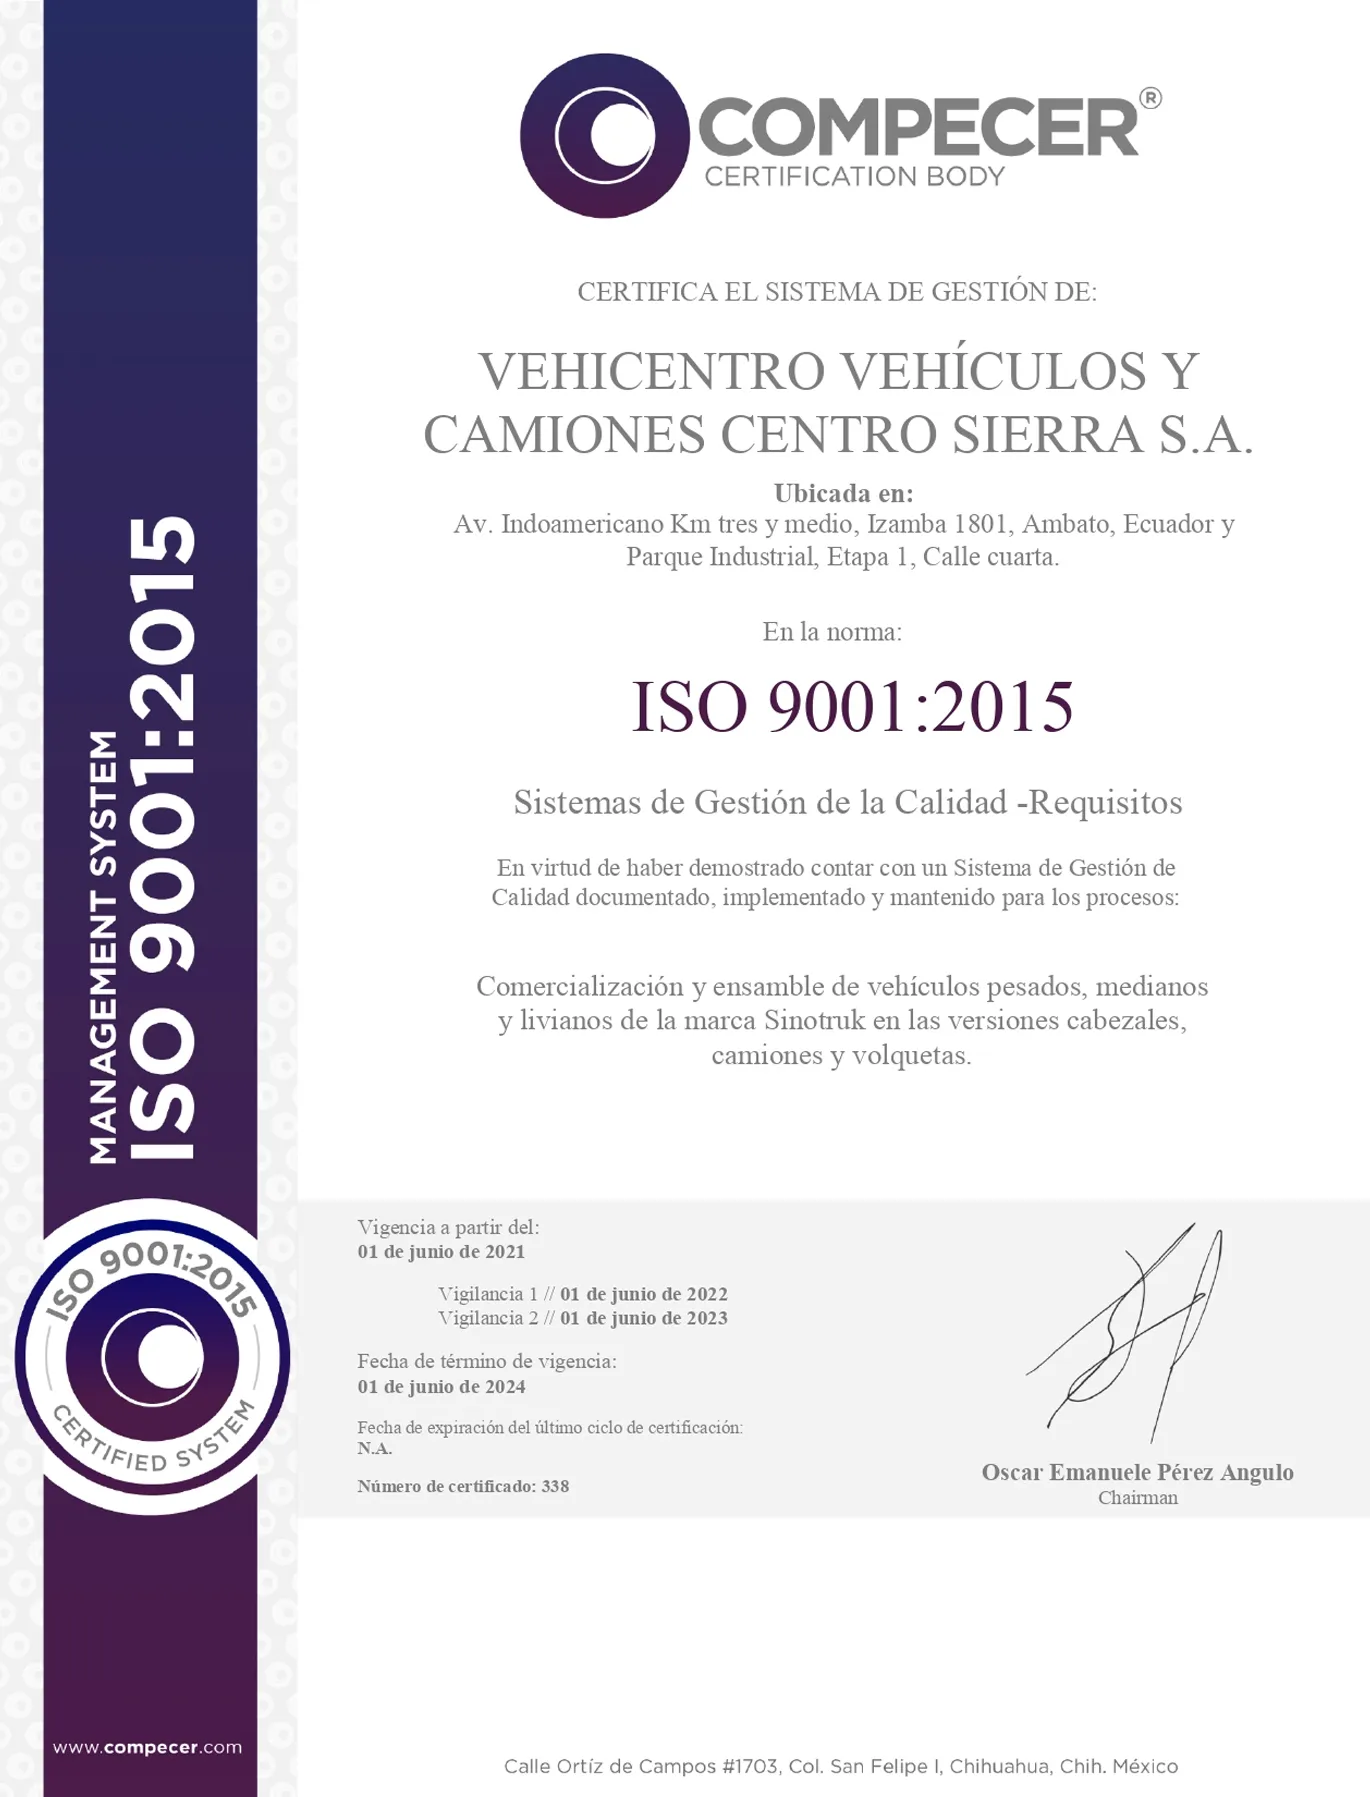 COMPECER®
CERTIFICATION BODY
CERTIFICA EL SISTEMA DE GESTIÓN DE:
VEHICENTRO VEHÍCULOS Y
CAMIONES CENTRO SIERRA S.A.
Ubicada en:
Av. Indoamericano Km tres y medio, Izamba 1801, Ambato, Ecuador y
Parque Industrial, Etapa 1, Calle cuarta.
En la norma:
ISO 9001:2015
Sistemas de Gestión de la Calidad -Requisitos
En virtud de haber demostrado contar con un Sistema de Gestión de
Calidad documentado, implementado y mantenido para los procesos:
Comercialización y ensamble de vehículos pesados, medianos
y livianos de la marca Sinotruk en las versiones cabezales,
camiones y volquetas.
MANAGEMENT SYSTEM
ISO 9001:2015
ISO 9001:2015
CERTIFIED SYSTEM
Vigencia a partir del:
01 de junio de 2021
Vigilancia 1 // 01 de junio de 2022
Vigilancia 2 // 01 de junio de 2023
Fecha de término de vigencia:
01 de junio de 2024
Fecha de expiración del último ciclo de certificación:
N.A.
Número de certificado: 338
Oscar Emanuele Pérez Angulo
Chairman
www.compecer.com
Calle Ortíz de Campos #1703, Col. San Felipe I, Chihuahua, Chih. México